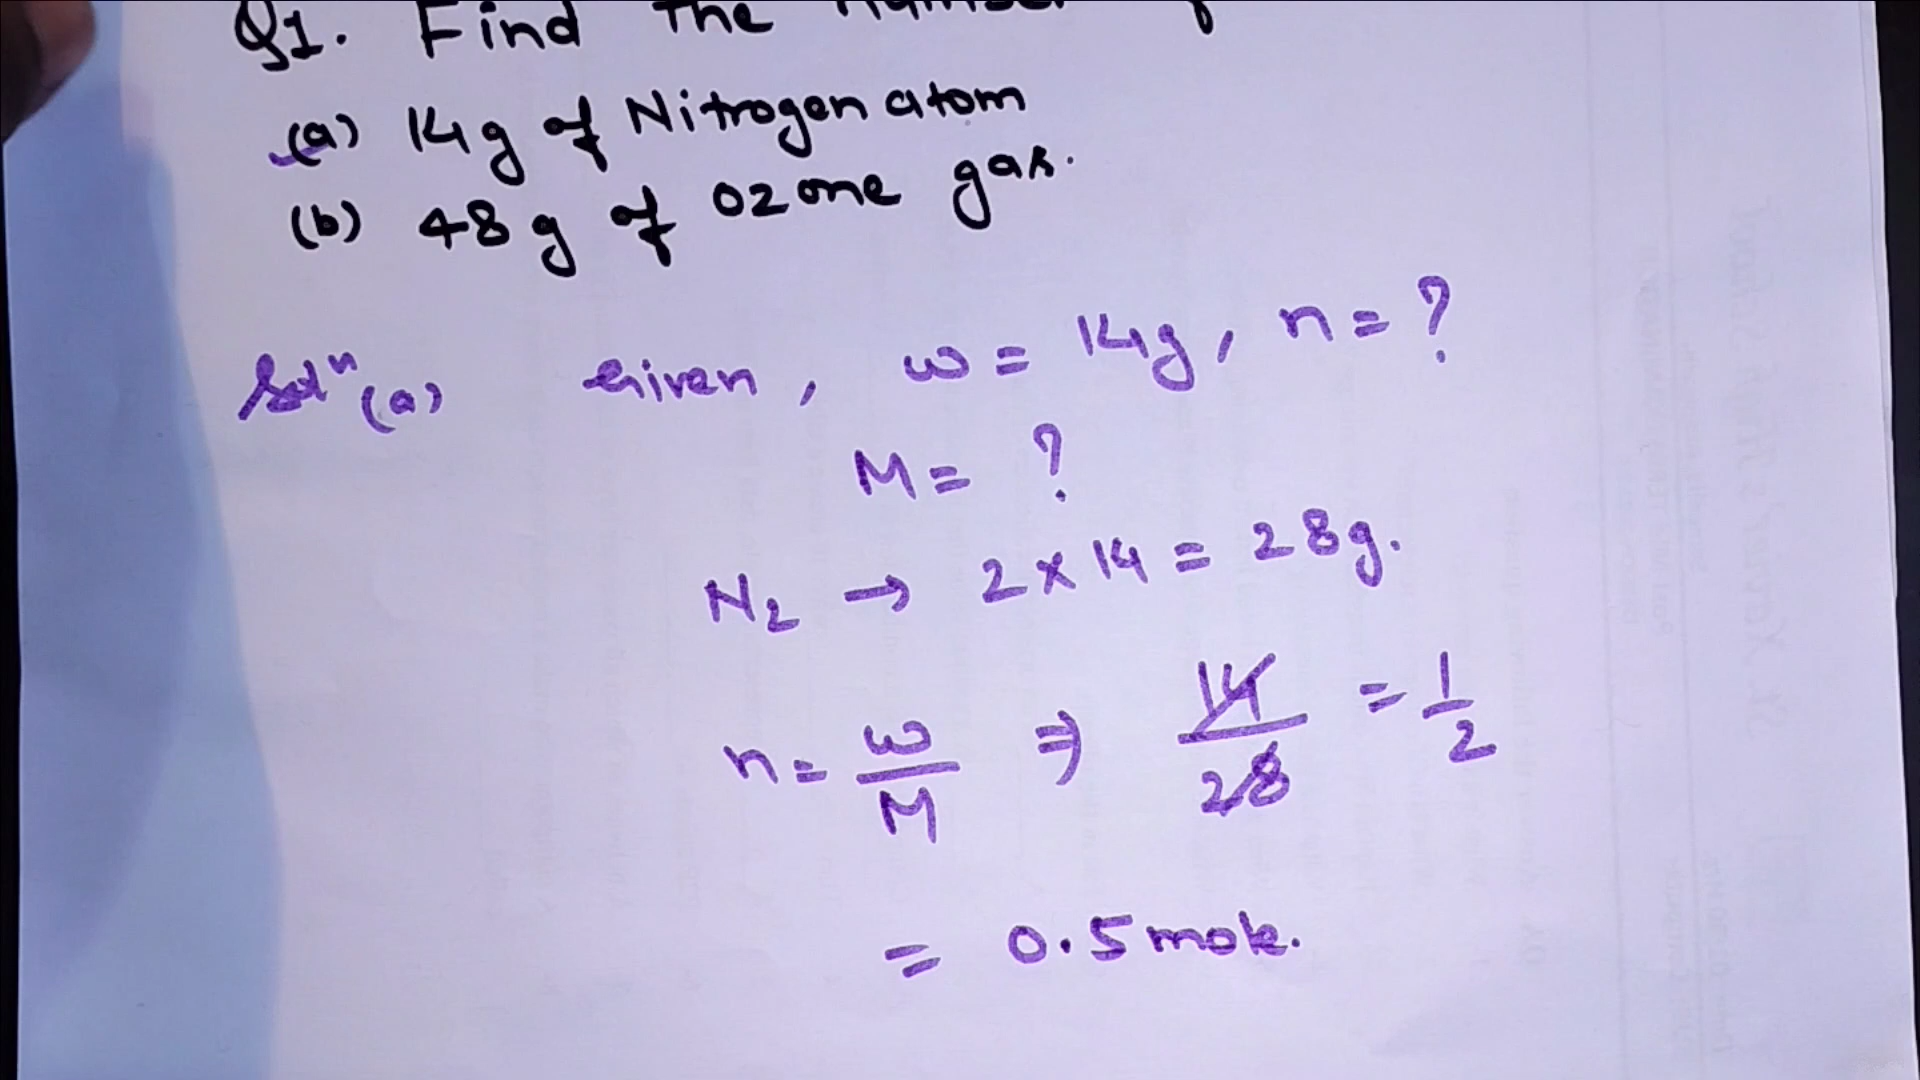 Q1. Find The number
(a) 14g of Nitrogen atom
(b) 48g of Ozone gas.
Solⁿ (a) Given, w = 14g, n = ?
M = ?
N₂ → 2 × 14 = 28g.
n = w/M ⇒ 14/28 = 1/2
= 0.5 mole.